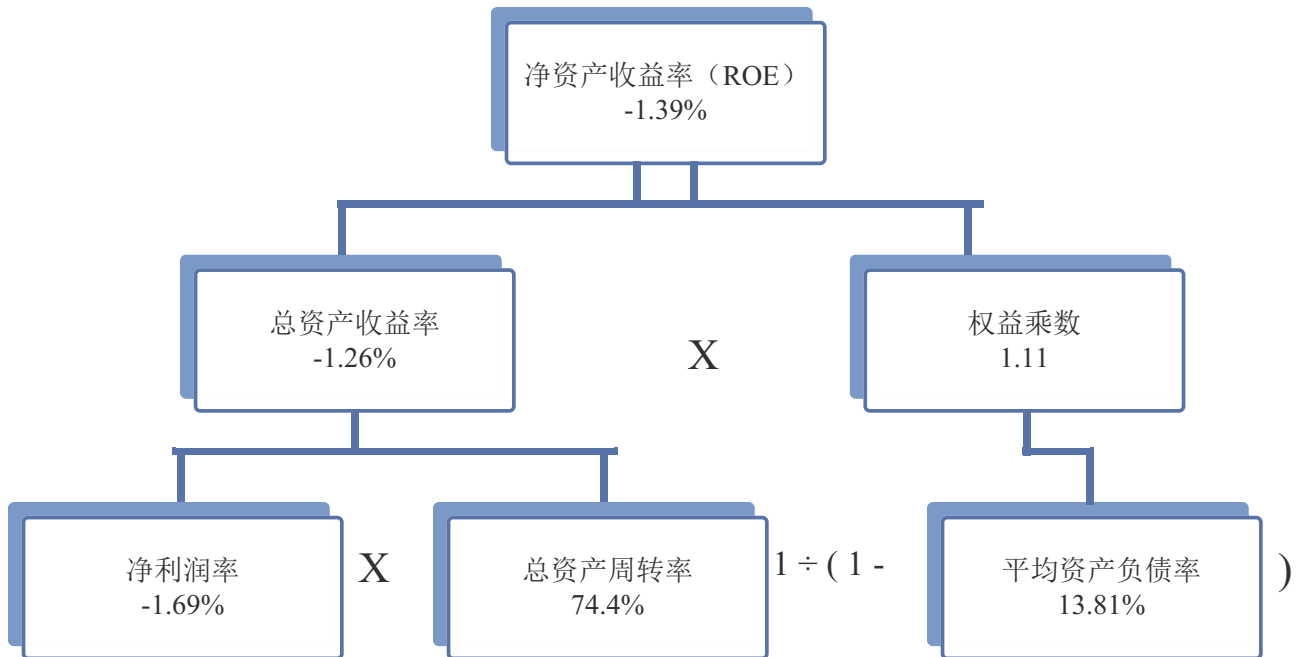 净资产收益率（ROE）
-1.39%
总资产收益率
-1.26%
X
权益乘数
1.11
净利润率
-1.69%
X
总资产周转率
74.4%
1 ÷ ( 1 -
平均资产负债率
13.81%
)